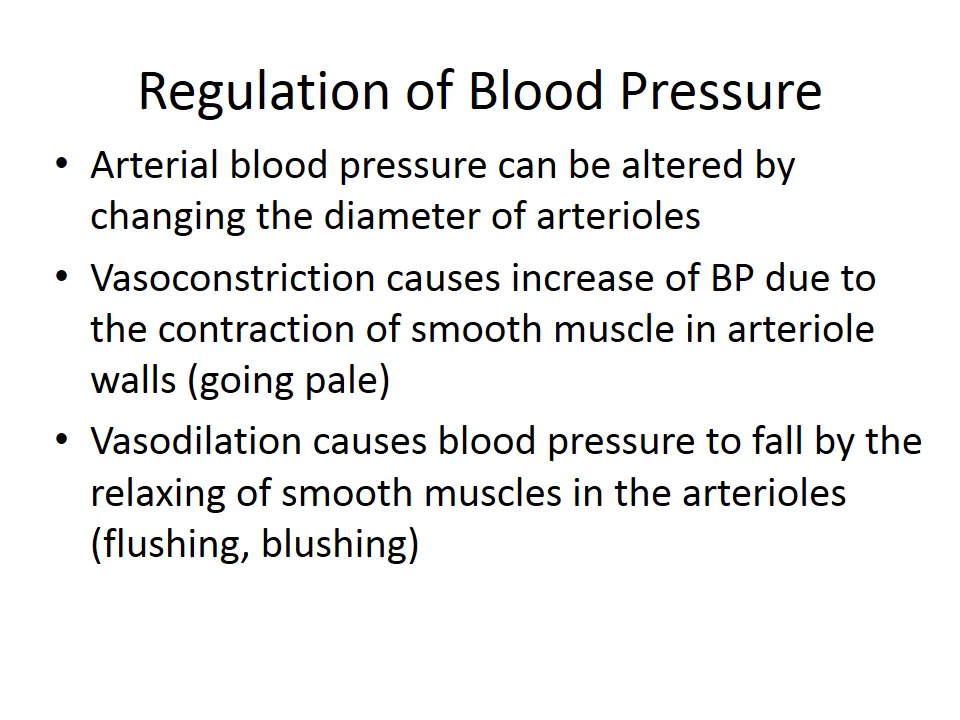 Regulation of Blood Pressure
• Arterial blood pressure can be altered by
changing the diameter of arterioles
• Vasoconstriction causes increase of BP due to
the contraction of smooth muscle in arteriole
walls (going pale)
• Vasodilation causes blood pressure to fall by the
relaxing of smooth muscles in the arterioles
(flushing, blushing)